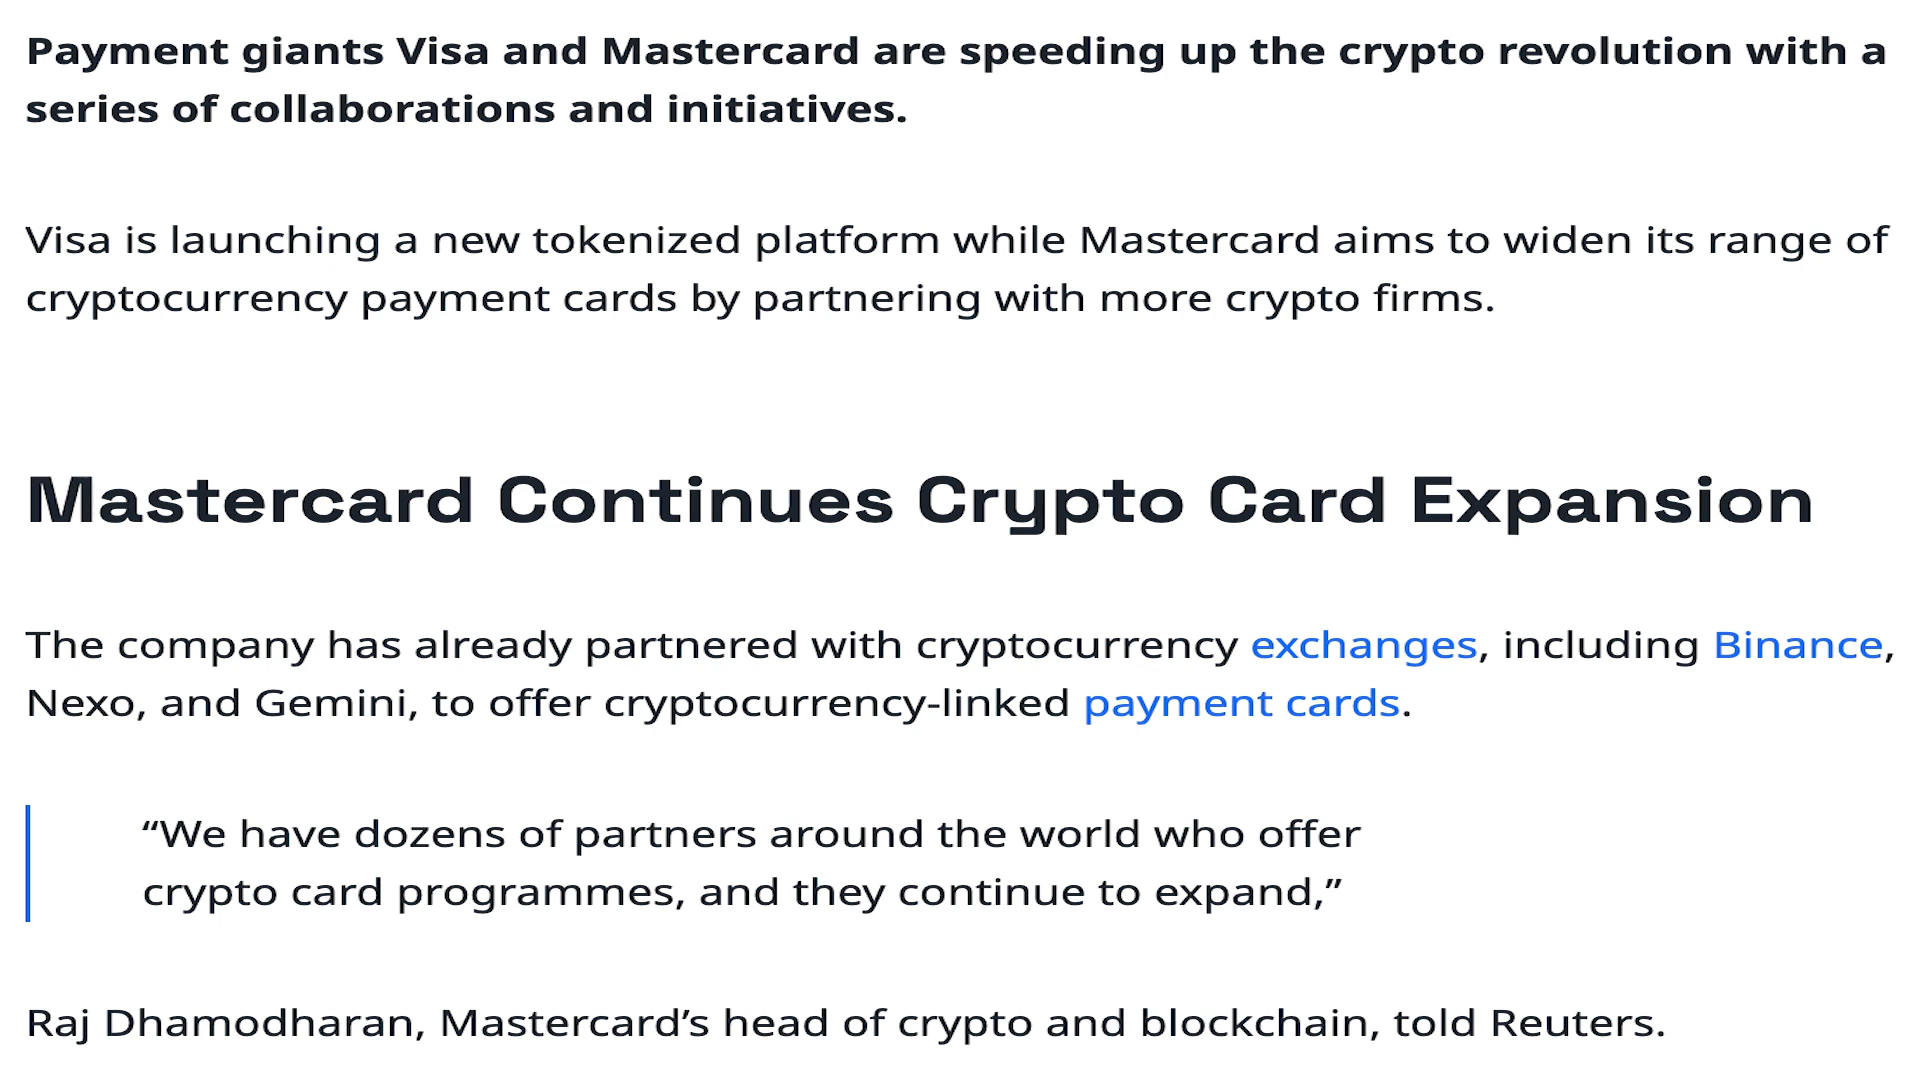 Payment giants Visa and Mastercard are speeding up the crypto revolution with a
series of collaborations and initiatives.
Visa is launching a new tokenized platform while Mastercard aims to widen its range of
cryptocurrency payment cards by partnering with more crypto firms.
Mastercard Continues Crypto Card Expansion
The company has already partnered with cryptocurrency exchanges, including Binance,
Nexo, and Gemini, to offer cryptocurrency-linked payment cards.
“We have dozens of partners around the world who offer
crypto card programmes, and they continue to expand,”
Raj Dhamodharan, Mastercard’s head of crypto and blockchain, told Reuters.